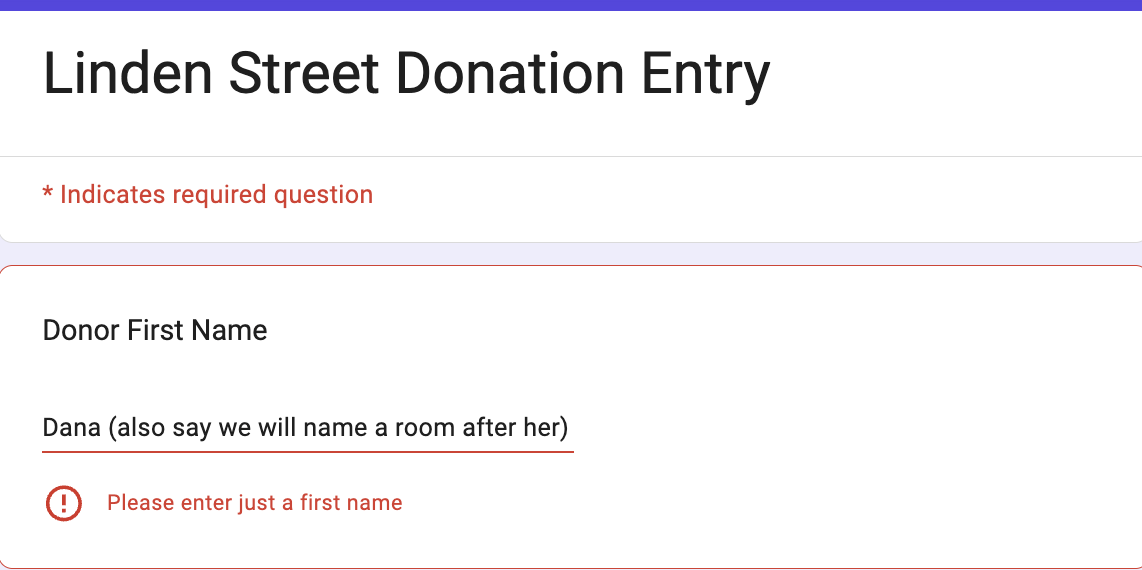 Linden Street Donation Entry
* Indicates required question
Donor First Name
Dana (also say we will name a room after her)
Please enter just a first name